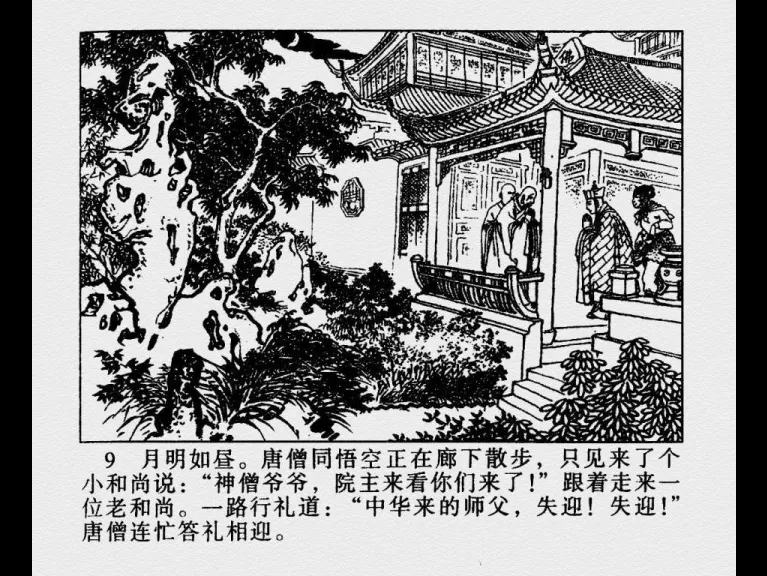 佛
9 月明如昼。唐僧同悟空正在廊下散步，只见来了个
小和尚说：“神僧爷爷，院主来看你们来了！”跟着走来一
位老和尚。一路行礼道：“中华来的师父，失迎！失迎！”
唐僧连忙答礼相迎。